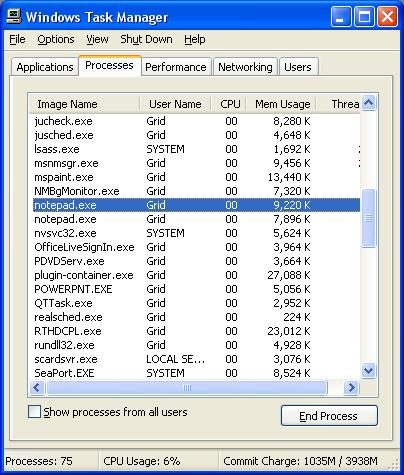 Windows Task Manager
File Options View Shut Down Help
Applications Processes Performance Networking Users
Image Name User Name CPU Mem Usage Threa
jucheck.exe Grid 00 8,280 K
jusched.exe Grid 00 4,648 K
lsass.exe SYSTEM 00 1,692 K
msnmsgr.exe Grid 00 9,456 K
mspaint.exe Grid 00 13,440 K
NMBgMonitor.exe Grid 00 7,320 K
notepad.exe Grid 00 9,220 K
notepad.exe Grid 00 7,896 K
nvsvc32.exe SYSTEM 00 5,624 K
OfficeLiveSignIn.exe Grid 00 3,964 K
PDVDServ.exe Grid 00 3,664 K
plugin-container.exe Grid 00 27,088 K
POWERPNT.EXE Grid 00 5,056 K
QTTask.exe Grid 00 2,952 K
realsched.exe Grid 00 224 K
RTHDCPL.exe Grid 00 23,012 K
rundll32.exe Grid 00 4,928 K
scardsvr.exe LOCAL SE... 00 3,076 K
SeaPort.EXE SYSTEM 00 8,524 K
Show processes from all users End Process
Processes: 75 CPU Usage: 6% Commit Charge: 1035M / 3938M